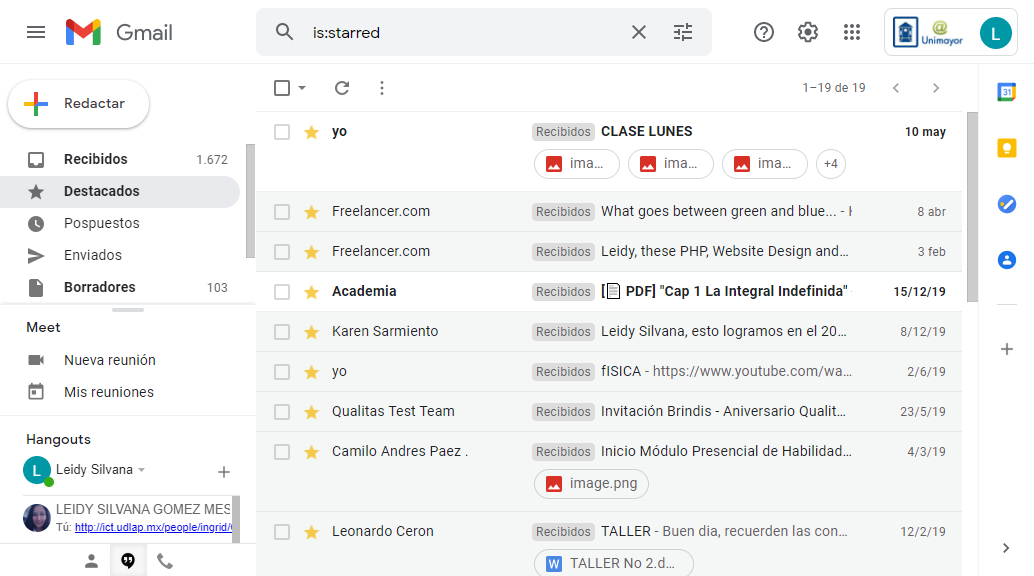 Gmail
is:starred
@
Unimayor
L
Redactar
1–19 de 19
Recibidos 1.672
Destacados
Pospuestos
Enviados
Borradores 103
Meet
Nueva reunión
Mis reuniones
Hangouts
L Leidy Silvana
LEIDY SILVANA GOMEZ MES
Tú: http://ict.udlap.mx/people/ingrid/
yo Recibidos CLASE LUNES 10 may
ima... ima... ima... +4
Freelancer.com Recibidos What goes between green and blue... - 8 abr
Freelancer.com Recibidos Leidy, these PHP, Website Design and... 3 feb
Academia Recibidos [ PDF] "Cap 1 La Integral Indefinida" 15/12/19
Karen Sarmiento Recibidos Leidy Silvana, esto logramos en el 20... 8/12/19
yo Recibidos fISICA - https://www.youtube.com/wa... 2/6/19
Qualitas Test Team Recibidos Invitación Brindis - Aniversario Qualit... 23/5/19
Camilo Andres Paez . Recibidos Inicio Módulo Presencial de Habilidad... 4/3/19
image.png
Leonardo Ceron Recibidos TALLER - Buen dia, recuerden las con... 12/2/19
W TALLER No 2.d...
31